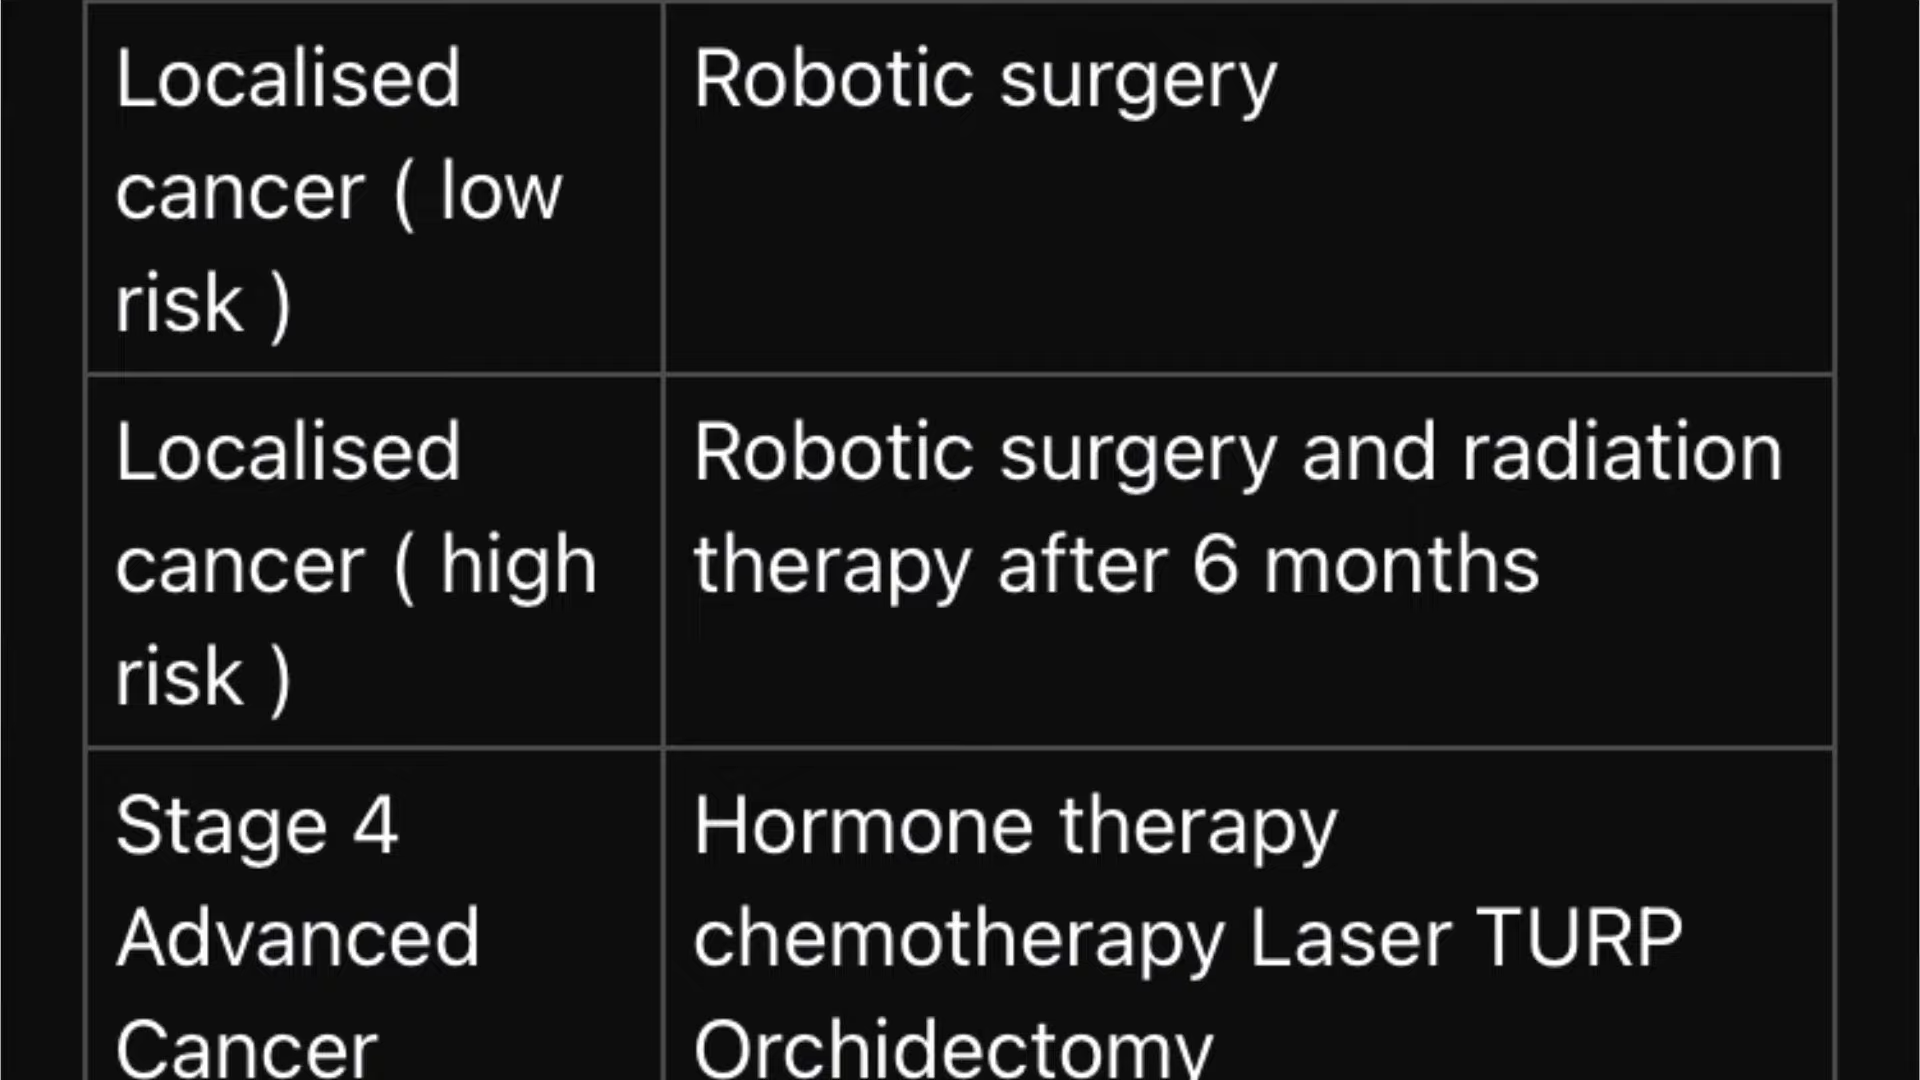 Localised
cancer ( low
risk )
Robotic surgery
Localised
cancer ( high
risk )
Robotic surgery and radiation
therapy after 6 months
Stage 4
Advanced
Cancer
Hormone therapy
chemotherapy Laser TURP
Orchidectomy